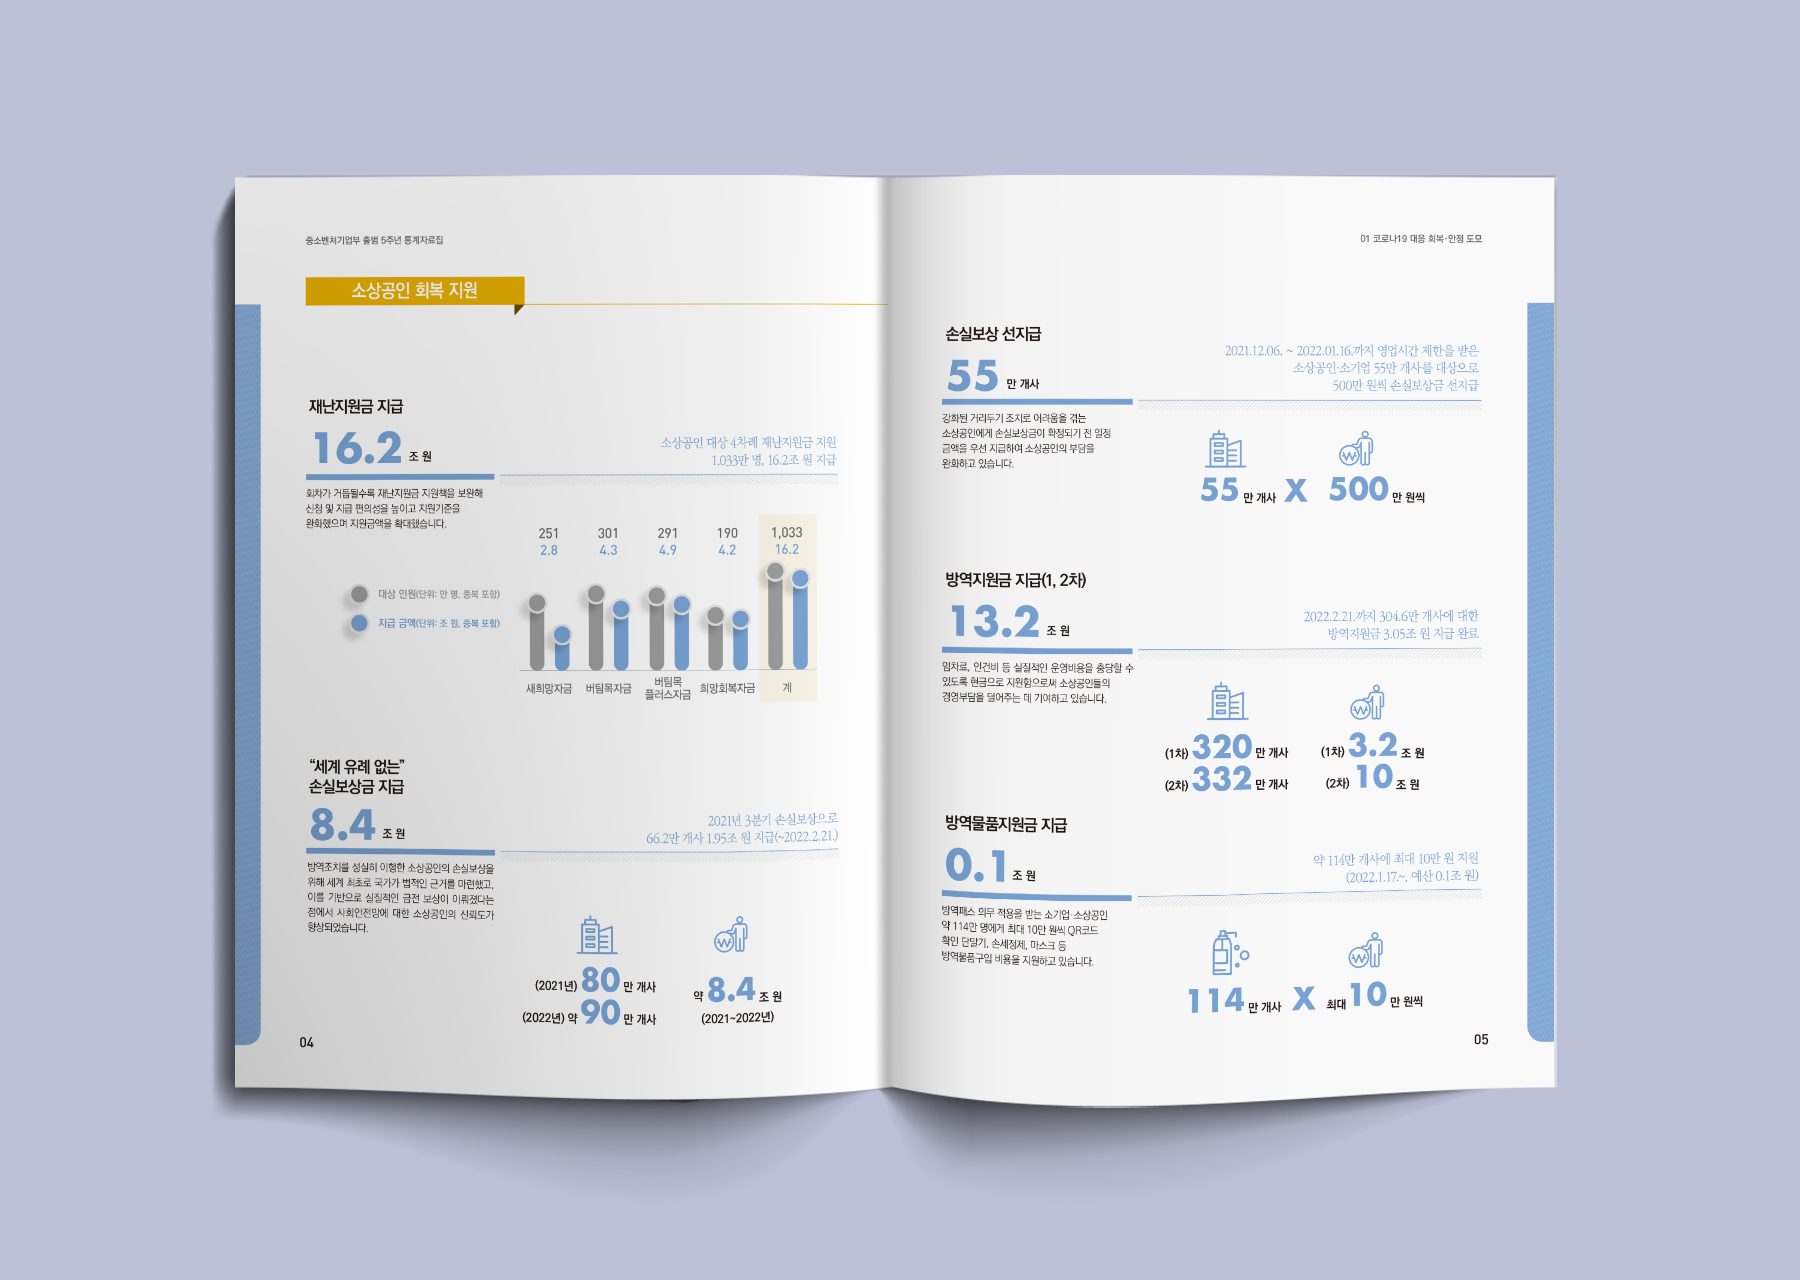 중소벤처기업부 출범 5주년 통계자료집
소상공인 회복 지원
재난지원금 지급
16.2 조 원
소상공인 대상 4차례 재난지원금 지원
1,033만 명, 16.2조 원 지급
회차가 거듭될수록 재난지원금 지원책을 보완해
신청 및 지급 편의성을 높이고 지원기준을
완화했으며 지원금액을 확대했습니다.
251 301 291 190 1,033
2.8 4.3 4.9 4.2 16.2
대상 인원(단위: 만 명, 중복 포함)
지급 금액(단위: 조 원, 중복 포함)
새희망자금 버팀목자금 버팀목 플러스자금 희망회복자금 계
“세계 유례 없는”
손실보상금 지급
8.4 조 원
2021년 3분기 손실보상으로
66.2만 개사 1.95조 원 지급(~2022.2.21.)
방역조치를 성실히 이행한 소상공인의 손실보상을
위해 세계 최초로 국가가 법적인 근거를 마련했고,
이를 기반으로 실질적인 금전 보상이 이뤄졌다는
점에서 사회안전망에 대한 소상공인의 신뢰도가
향상되었습니다.
(2021년) 80 만 개사
(2022년) 약 90 만 개사
약 8.4 조 원
(2021~2022년)
04
01 코로나19 대응 회복·안정 도모
손실보상 선지급
55 만 개사
2021.12.06. ~ 2022.01.16.까지 영업시간 제한을 받은
소상공인·소기업 55만 개사를 대상으로
500만 원씩 손실보상금 선지급
강화된 거리두기 조치로 어려움을 겪는
소상공인에게 손실보상금이 확정되기 전 일정
금액을 우선 지급하여 소상공인의 부담을
완화하고 있습니다.
55 만 개사 X 500 만 원씩
방역지원금 지급(1, 2차)
13.2 조 원
2022.2.21.까지 304.6만 개사에 대한
방역지원금 3.05조 원 지급 완료
임차료, 인건비 등 실질적인 운영비용을 충당할 수
있도록 현금으로 지원함으로써 소상공인들의
경영부담을 덜어주는 데 기여하고 있습니다.
(1차) 320 만 개사 (1차) 3.2 조 원
(2차) 332 만 개사 (2차) 10 조 원
방역물품지원금 지급
0.1 조 원
약 114만 개사에 최대 10만 원 지원
(2022.1.17.~, 예산 0.1조 원)
방역패스 의무 적용을 받는 소기업·소상공인
약 114만 명에게 최대 10만 원씩 QR코드
확인 단말기, 손세정제, 마스크 등
방역물품구입 비용을 지원하고 있습니다.
114 만 개사 X 최대 10 만 원씩
05